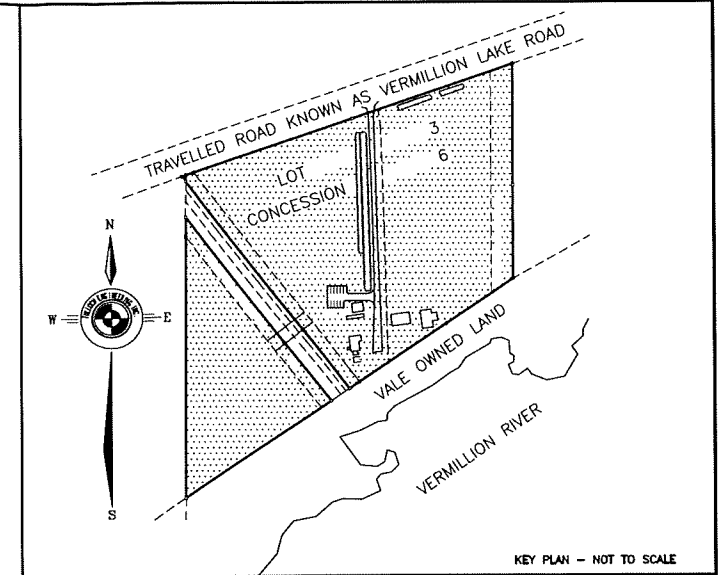 TRAVELLED ROAD KNOWN AS VERMILLION LAKE ROAD
LOT 3
CONCESSION 6
N
W E
S
VALE OWNED LAND
VERMILLION RIVER
KEY PLAN – NOT TO SCALE